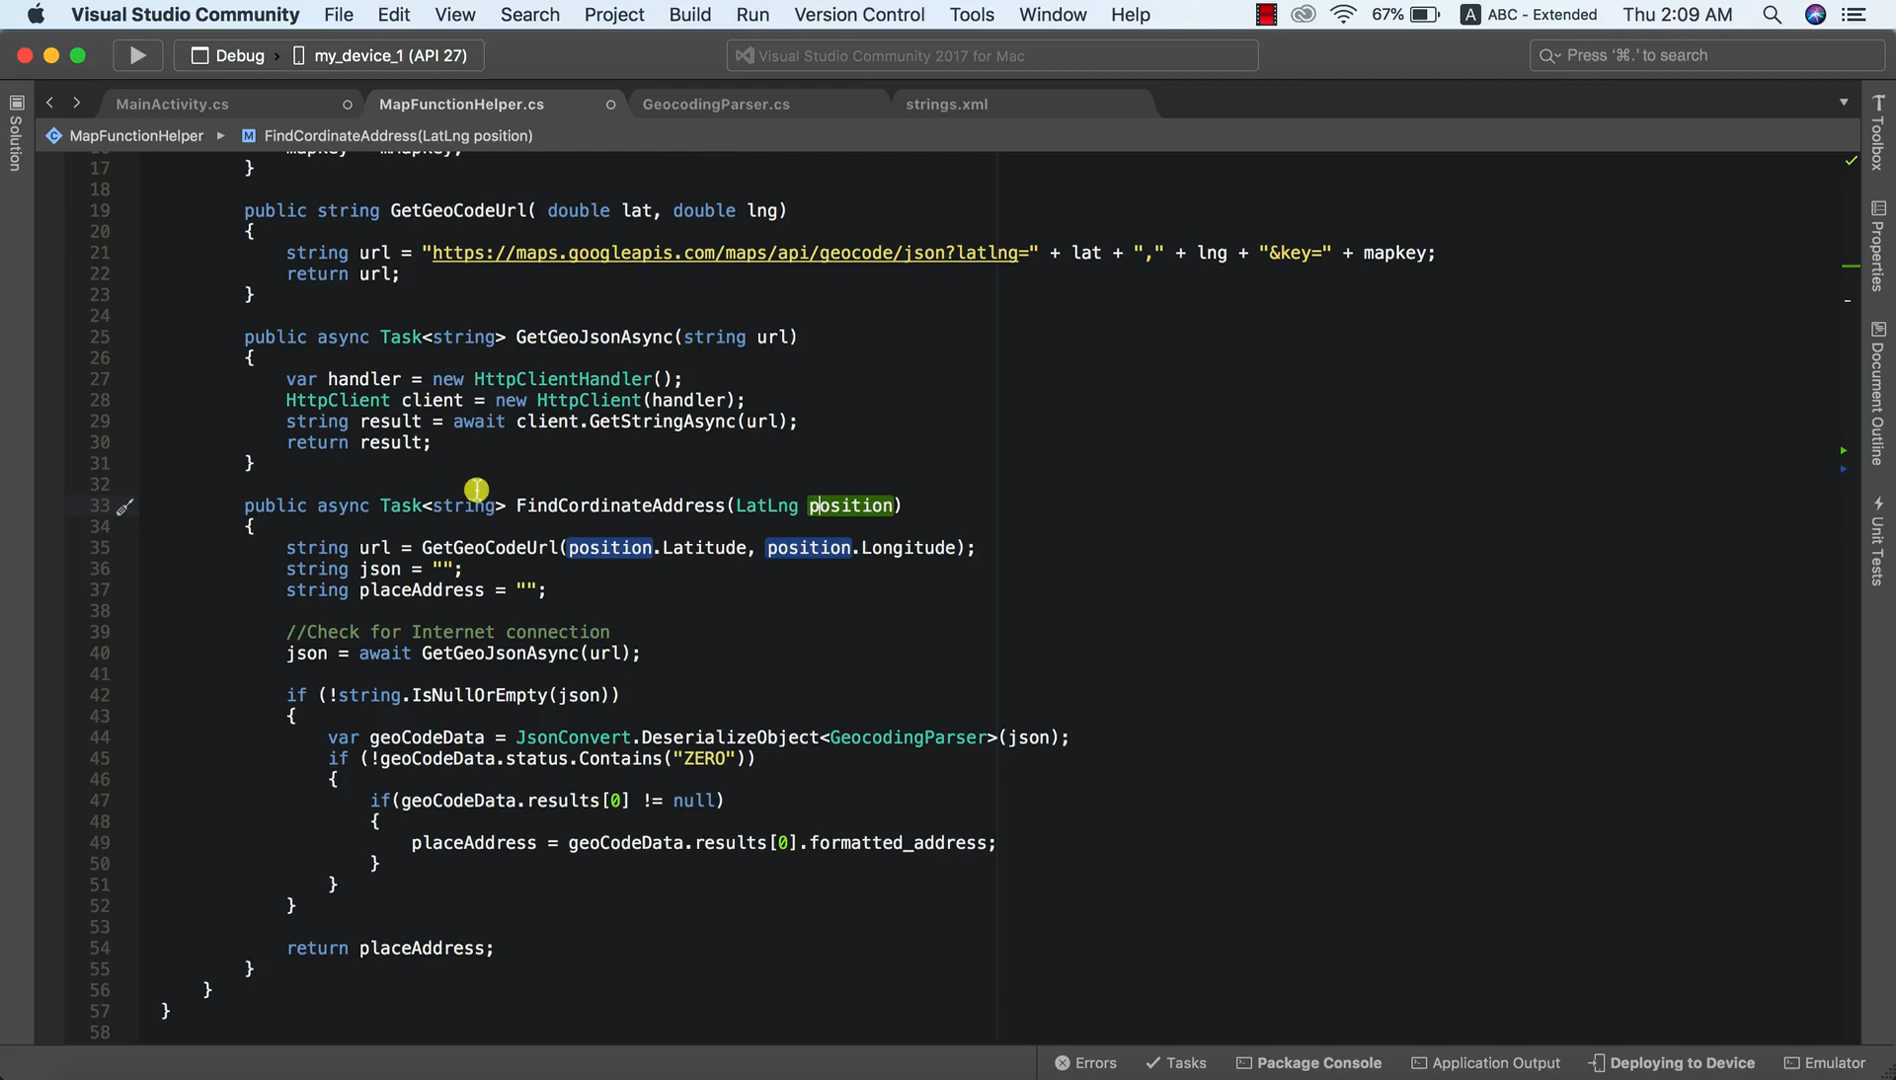 Visual Studio Community File Edit View Search Project Build Run Version Control Tools Window Help 67% A ABC - Extended Thu 2:09 AM
Debug › my_device_1 (API 27) Visual Studio Community 2017 for Mac Press '⌘.' to search
MainActivity.cs MapFunctionHelper.cs GeocodingParser.cs strings.xml
MapFunctionHelper ▸ M FindCordinateAddress(LatLng position)
Solution
Toolbox
Properties
Document Outline
Unit Tests
17 }
18
19 public string GetGeoCodeUrl( double lat, double lng)
20 {
21 string url = "https://maps.googleapis.com/maps/api/geocode/json?latlng=" + lat + "," + lng + "&key=" + mapkey;
22 return url;
23 }
24
25 public async Task<string> GetGeoJsonAsync(string url)
26 {
27 var handler = new HttpClientHandler();
28 HttpClient client = new HttpClient(handler);
29 string result = await client.GetStringAsync(url);
30 return result;
31 }
32
33 public async Task<string> FindCordinateAddress(LatLng position)
34 {
35 string url = GetGeoCodeUrl(position.Latitude, position.Longitude);
36 string json = "";
37 string placeAddress = "";
38
39 //Check for Internet connection
40 json = await GetGeoJsonAsync(url);
41
42 if (!string.IsNullOrEmpty(json))
43 {
44 var geoCodeData = JsonConvert.DeserializeObject<GeocodingParser>(json);
45 if (!geoCodeData.status.Contains("ZERO"))
46 {
47 if(geoCodeData.results[0] != null)
48 {
49 placeAddress = geoCodeData.results[0].formatted_address;
50 }
51 }
52 }
53
54 return placeAddress;
55 }
56 }
57 }
58
Errors Tasks Package Console Application Output Deploying to Device Emulator